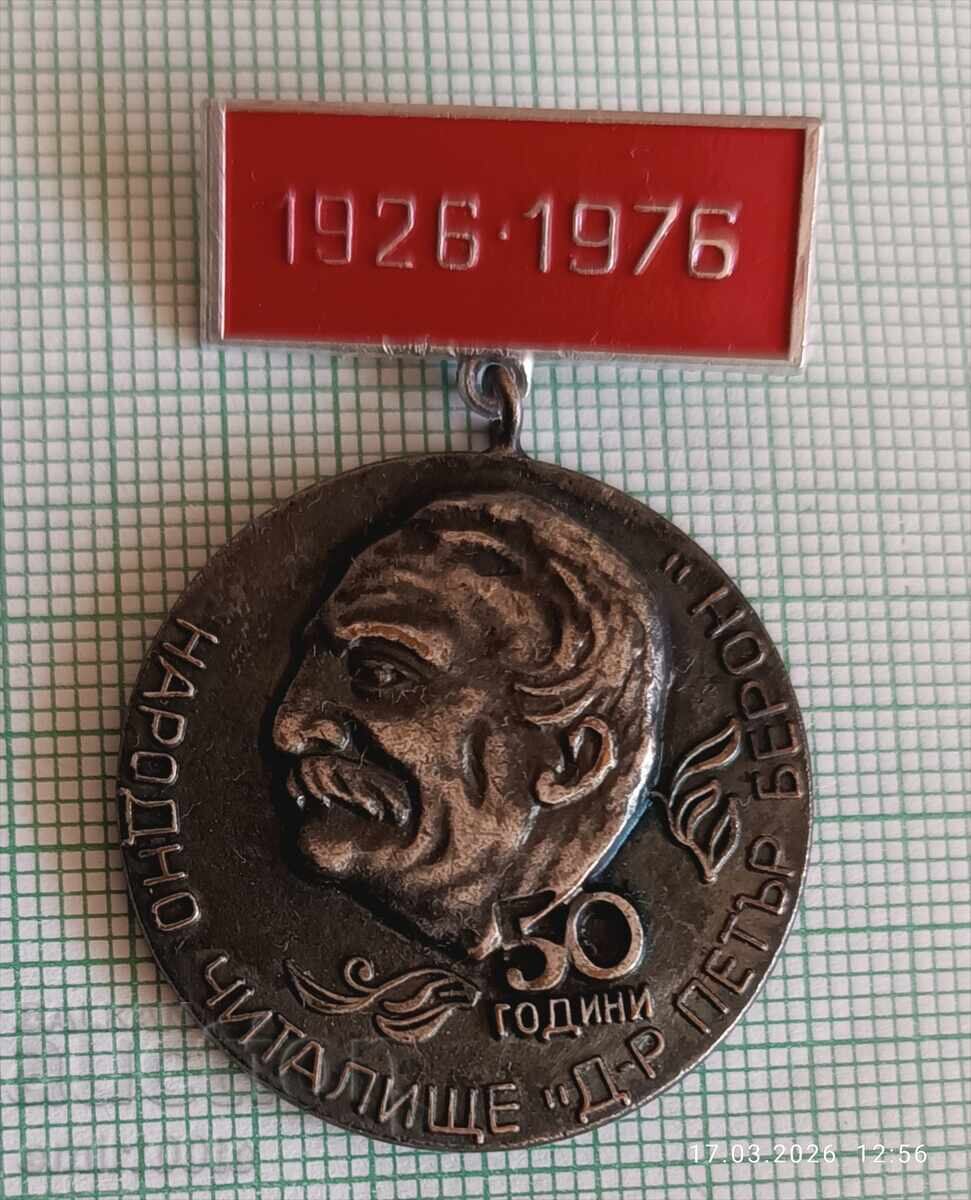 1926·1976
НАРОДНО ЧИТАЛИЩЕ "Д-Р ПЕТЪР БЕРОН"
50
ГОДИНИ
17.03.2026 12:56